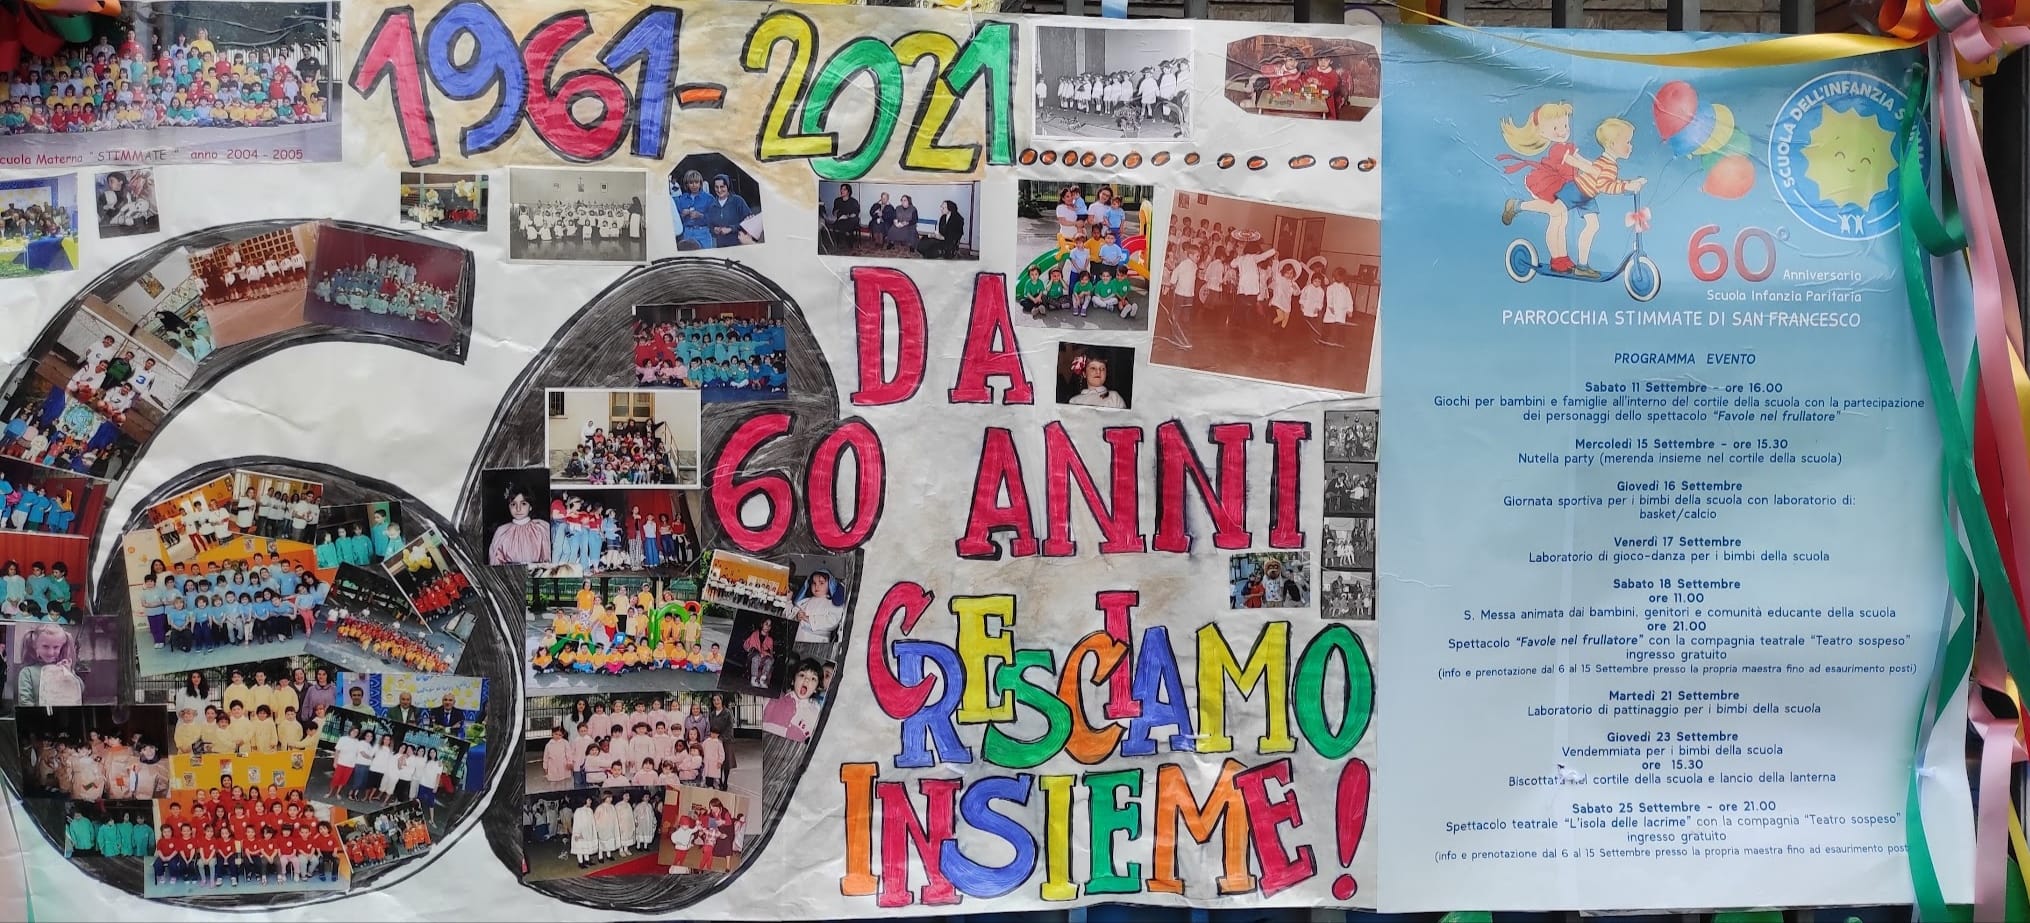 Scuola Materna "STIMMATE" anno 2004 - 2005
1961-2021
60
DA
60 ANNI
CRESCIAMO
INSIEME!
SCUOLA DELL'INFANZIA
60° Anniversario
Scuola Infanzia Paritaria
PARROCCHIA STIMMATE DI SAN FRANCESCO
PROGRAMMA EVENTO
Sabato 11 Settembre - ore 16.00
Giochi per bambini e famiglie all'interno del cortile della scuola con la partecipazione
dei personaggi dello spettacolo "Favole nel frullatore"
Mercoledì 15 Settembre - ore 15.30
Nutella party (merenda insieme nel cortile della scuola)
Giovedì 16 Settembre
Giornata sportiva per i bimbi della scuola con laboratorio di:
basket/calcio
Venerdì 17 Settembre
Laboratorio di gioco-danza per i bimbi della scuola
Sabato 18 Settembre
ore 11.00
S. Messa animata dai bambini, genitori e comunità educante della scuola
ore 21.00
Spettacolo "Favole nel frullatore" con la compagnia teatrale "Teatro sospeso"
ingresso gratuito
(info e prenotazione dal 6 al 15 Settembre presso la propria maestra fino ad esaurimento posti)
Martedì 21 Settembre
Laboratorio di pattinaggio per i bimbi della scuola
Giovedì 23 Settembre
Vendemmiata per i bimbi della scuola
ore 15.30
Biscottata nel cortile della scuola e lancio della lanterna
Sabato 25 Settembre - ore 21.00
Spettacolo teatrale "L'isola delle lacrime" con la compagnia "Teatro sospeso"
ingresso gratuito
(info e prenotazione dal 6 al 15 Settembre presso la propria maestra fino ad esaurimento posti